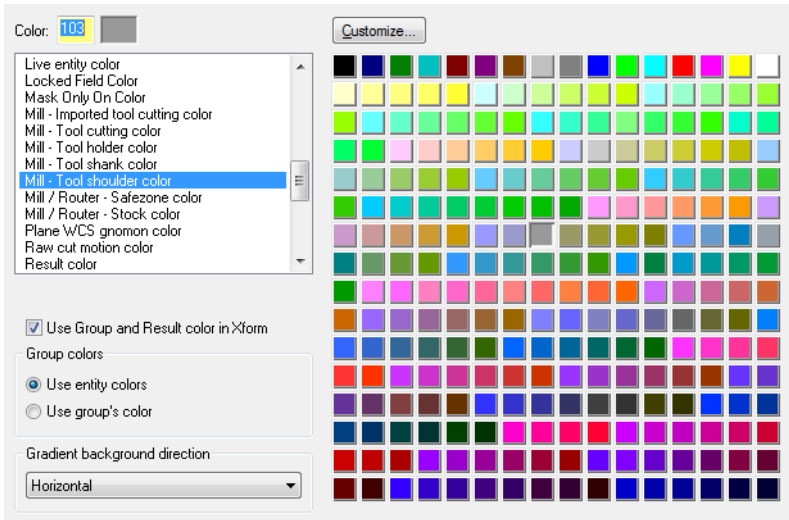 Color: 103
Customize...
Live entity color
Locked Field Color
Mask Only On Color
Mill - Imported tool cutting color
Mill - Tool cutting color
Mill - Tool holder color
Mill - Tool shank color
Mill - Tool shoulder color
Mill / Router - Safezone color
Mill / Router - Stock color
Plane WCS gnomon color
Raw cut motion color
Result color
Use Group and Result color in Xform
Group colors
Use entity colors
Use group's color
Gradient background direction
Horizontal